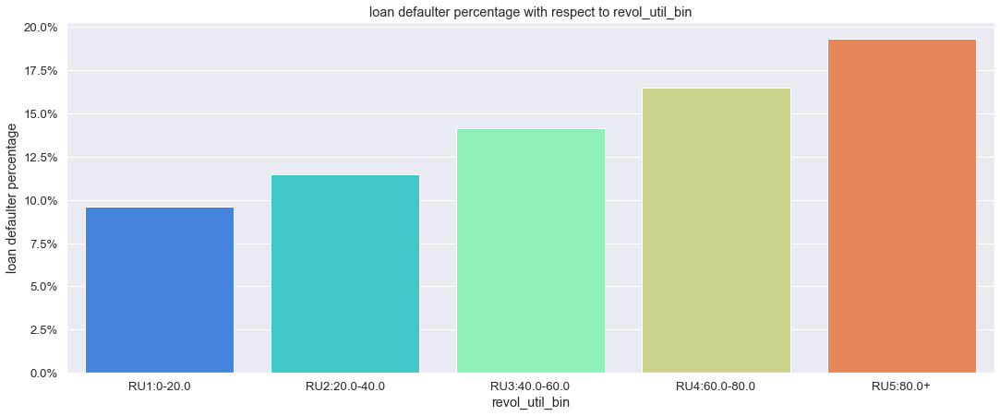 loan defaulter percentage with respect to revol_util_bin
20.0%
17.5%
15.0%
12.5%
10.0%
7.5%
5.0%
2.5%
0.0%
loan defaulter percentage
RU1:0-20.0
RU2:20.0-40.0
RU3:40.0-60.0
RU4:60.0-80.0
RU5:80.0+
revol_util_bin